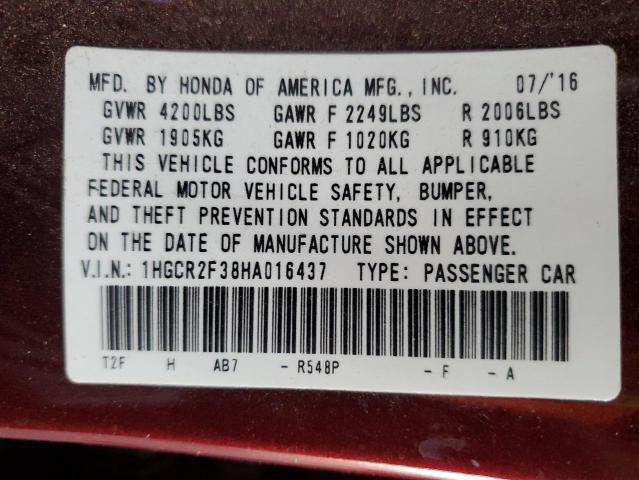 MFD. BY HONDA OF AMERICA MFG., INC. 07/'16
GVWR 4200LBS GAWR F 2249LBS R 2006LBS
GVWR 1905KG GAWR F 1020KG R 910KG
THIS VEHICLE CONFORMS TO ALL APPLICABLE
FEDERAL MOTOR VEHICLE SAFETY, BUMPER,
AND THEFT PREVENTION STANDARDS IN EFFECT
ON THE DATE OF MANUFACTURE SHOWN ABOVE.
V.I.N.: 1HGCR2F38HA016437 TYPE: PASSENGER CAR
T2F H AB7 - R548P - F - A